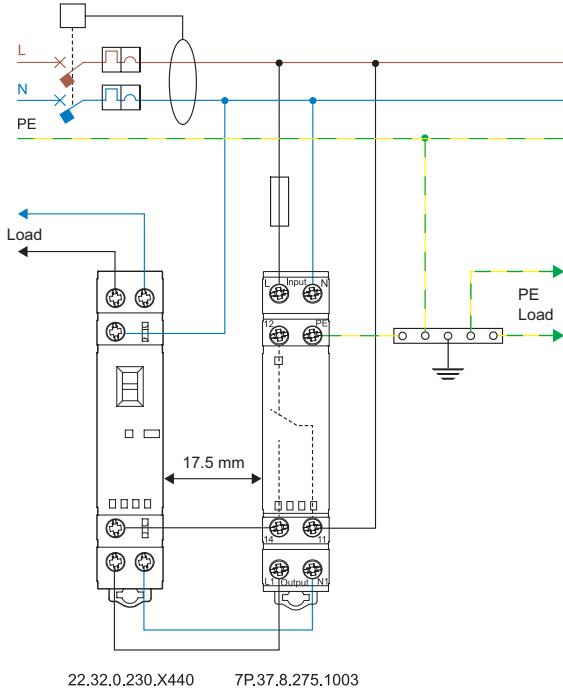 L
N
PE
Load
L Input N
12 PE
PE
Load
17.5 mm
14 11
L1 Output N1
22.32.0.230.X440 7P.37.8.275.1003